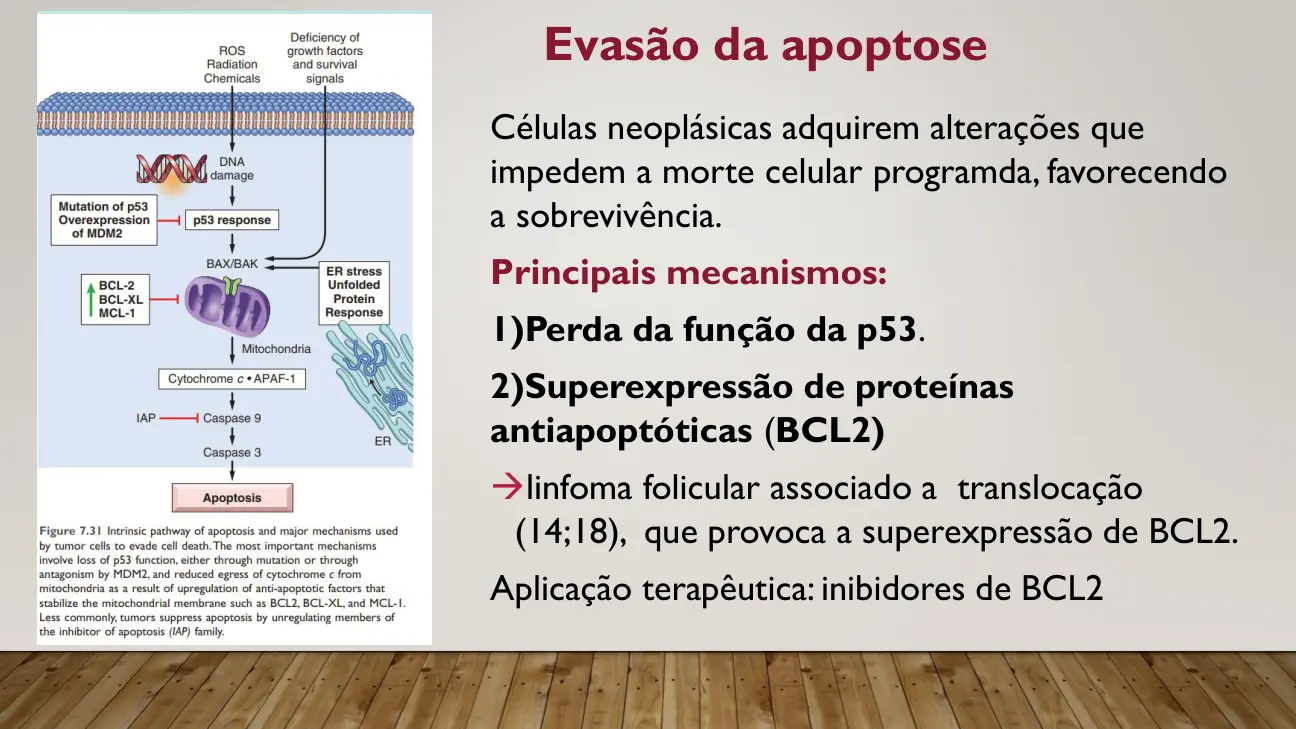 ROS
Radiation
Chemicals
Deficiency of
growth factors
and survival
signals
DNA
damage
Mutation of p53
Overexpression
of MDM2
p53 response
BAX/BAK
ER stress
Unfolded
Protein
Response
BCL-2
BCL-XL
MCL-1
Mitochondria
Cytochrome c • APAF-1
IAP
Caspase 9
ER
Caspase 3
Apoptosis
Figure 7.31 Intrinsic pathway of apoptosis and major mechanisms used
by tumor cells to evade cell death. The most important mechanisms
involve loss of p53 function, either through mutation or through
antagonism by MDM2, and reduced egress of cytochrome c from
mitochondria as a result of upregulation of anti-apoptotic factors that
stabilize the mitochondrial membrane such as BCL2, BCL-XL, and MCL-1.
Less commonly, tumors suppress apoptosis by unregulating members of
the inhibitor of apoptosis (IAP) family.
Evasão da apoptose
Células neoplásicas adquirem alterações que
impedem a morte celular programda, favorecendo
a sobrevivência.
Principais mecanismos:
1)Perda da função da p53.
2)Superexpressão de proteínas
antiapoptóticas (BCL2)
→linfoma folicular associado a translocação
(14;18), que provoca a superexpressão de BCL2.
Aplicação terapêutica: inibidores de BCL2